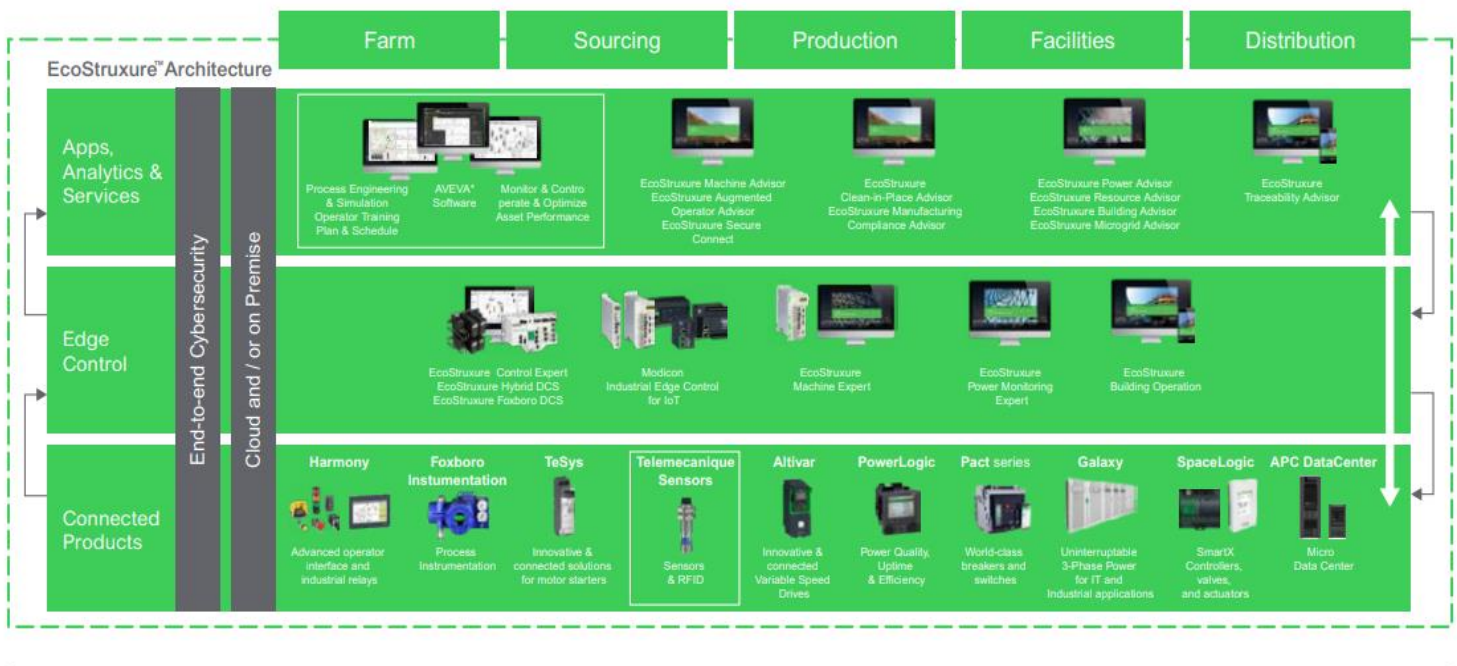 Farm
Sourcing
Production
Facilities
Distribution
EcoStruxure™ Architecture
Apps,
Analytics &
Services
End-to-end Cybersecurity
Cloud and / or on Premise
Process Engineering
& Simulation
Operator Training
Plan & Schedule
AVEVA*
Software
Monitor & Contro
perate & Optimize
Asset Performance
EcoStruxure Machine Advisor
EcoStruxure Augmented
Operator Advisor
EcoStruxure Secure
Connect
EcoStruxure
Clean-in-Place Advisor
EcoStruxure Manufacturing
Compliance Advisor
EcoStruxure Power Advisor
EcoStruxure Resource Advisor
EcoStruxure Building Advisor
EcoStruxure Microgrid Advisor
EcoStruxure
Traceability Advisor
Edge
Control
EcoStruxure Control Expert
EcoStruxure Hybrid DCS
EcoStruxure Foxboro DCS
Modicon
Industrial Edge Control
for IoT
EcoStruxure
Machine Expert
EcoStruxure
Power Monitoring
Expert
EcoStruxure
Building Operation
Connected
Products
Harmony
Advanced operator
interface and
industrial relays
Foxboro
Instumentation
Process
Instrumentation
TeSys
Innovative &
connected solutions
for motor starters
Telemecanique
Sensors
Sensors
& RFID
Altivar
Innovative &
connected
Variable Speed
Drives
PowerLogic
Power Quality,
Uptime
& Efficiency
Pact series
World-class
breakers and
switches
Galaxy
Uninterruptable
3-Phase Power
for IT and
Industrial applications
SpaceLogic
SmartX
Controllers,
valves,
and actuators
APC DataCenter
Micro
Data Center